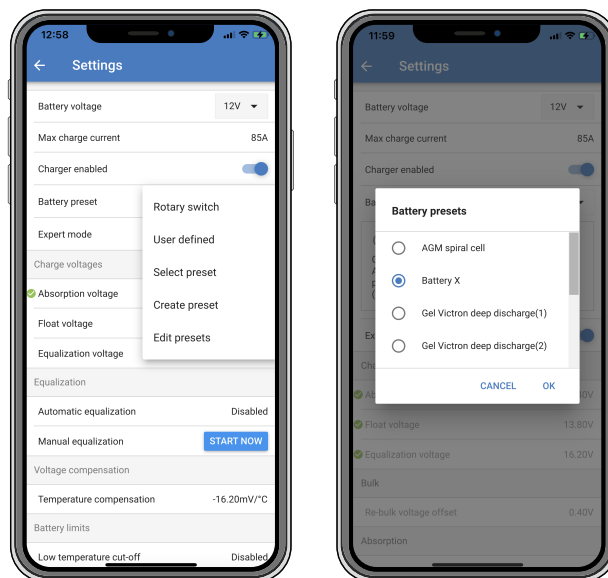 12:58
Settings
Battery voltage 12V
Max charge current 85A
Charger enabled
Battery preset
Rotary switch
Expert mode
User defined
Charge voltages
Select preset
Absorption voltage
Create preset
Float voltage
Edit presets
Equalization voltage
Equalization
Automatic equalization Disabled
Manual equalization START NOW
Voltage compensation
Temperature compensation -16.20mV/°C
Battery limits
Low temperature cut-off Disabled
11:59
Settings
Battery voltage 12V
Max charge current 85A
Charger enabled
Ba
Battery presets
AGM spiral cell
Battery X
Gel Victron deep discharge(1)
Gel Victron deep discharge(2)
CANCEL OK
Ex
Ch
Float voltage 13.80V
Equalization voltage 16.20V
Bulk
Re-bulk voltage offset 0.40V
Absorption